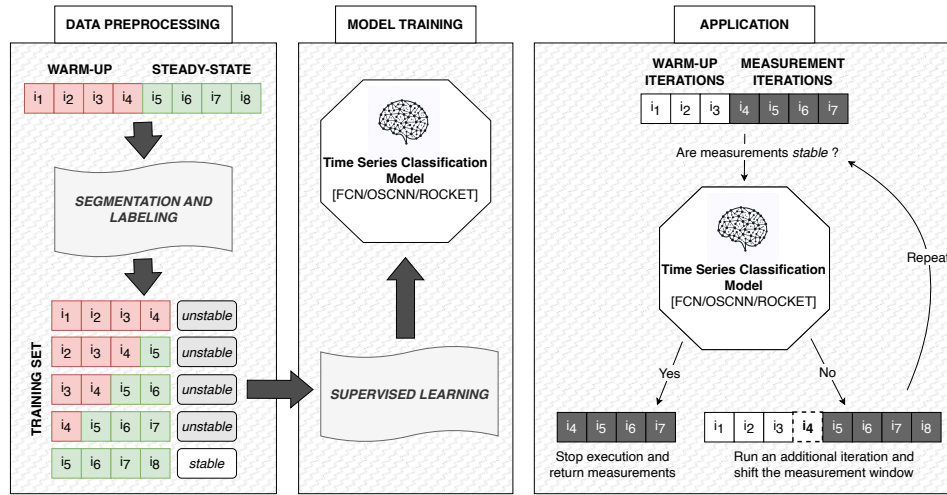 DATA PREPROCESSING
WARM-UP STEADY-STATE
i1 i2 i3 i4 i5 i6 i7 i8
SEGMENTATION AND
LABELING
TRAINING SET
i1 i2 i3 i4 unstable
i2 i3 i4 i5 unstable
i3 i4 i5 i6 unstable
i4 i5 i6 i7 unstable
i5 i6 i7 i8 stable
MODEL TRAINING
Time Series Classification
Model
[FCN/OSCNN/ROCKET]
SUPERVISED LEARNING
APPLICATION
WARM-UP
ITERATIONS
MEASUREMENT
ITERATIONS
i1 i2 i3 i4 i5 i6 i7
Are measurements stable ?
Time Series Classification
Model
[FCN/OSCNN/ROCKET]
Repeat
Yes
No
i4 i5 i6 i7
Stop execution and
return measurements
i1 i2 i3 i4 i5 i6 i7 i8
Run an additional iteration and
shift the measurement window